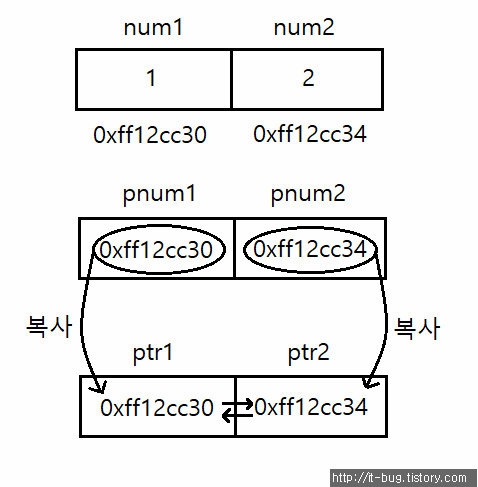 num1 num2
1 2
0xff12cc30 0xff12cc34
pnum1 pnum2
0xff12cc30 0xff12cc34
복사 복사
ptr1 ptr2
0xff12cc30 0xff12cc34
http://it-bug.tistory.com